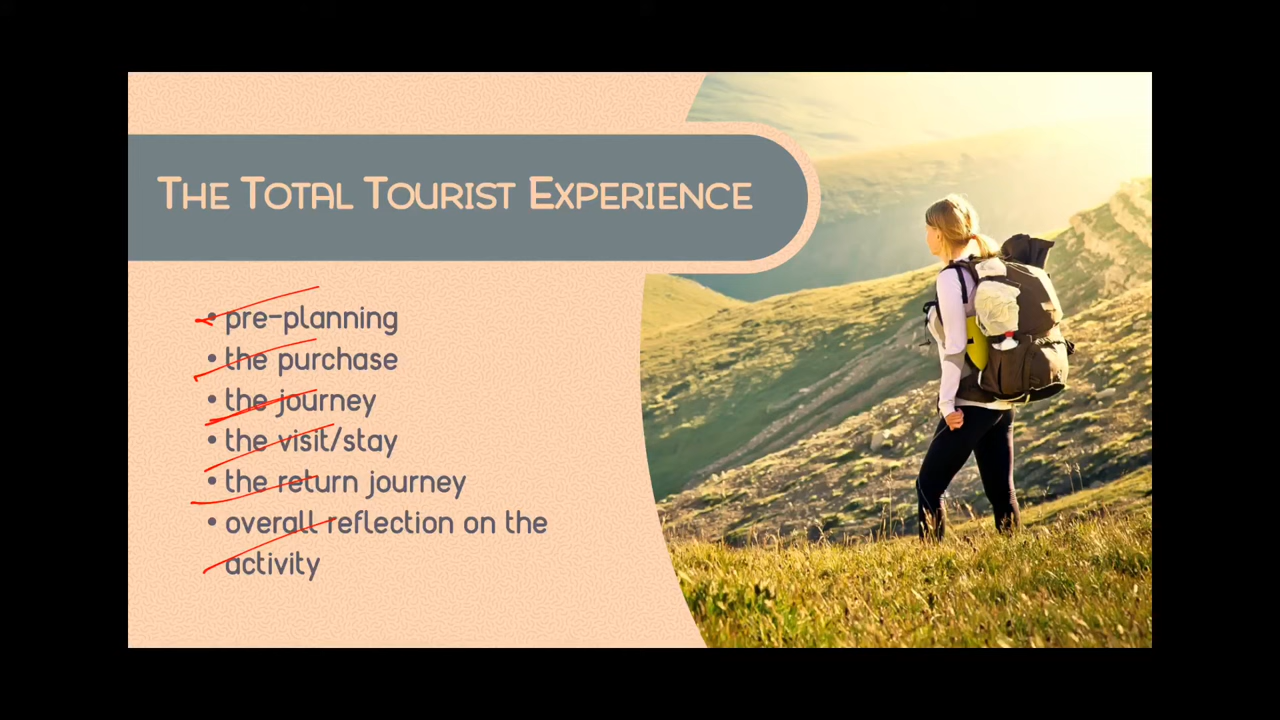 The Total Tourist Experience
• pre-planning
• the purchase
• the journey
• the visit/stay
• the return journey
• overall reflection on the
activity